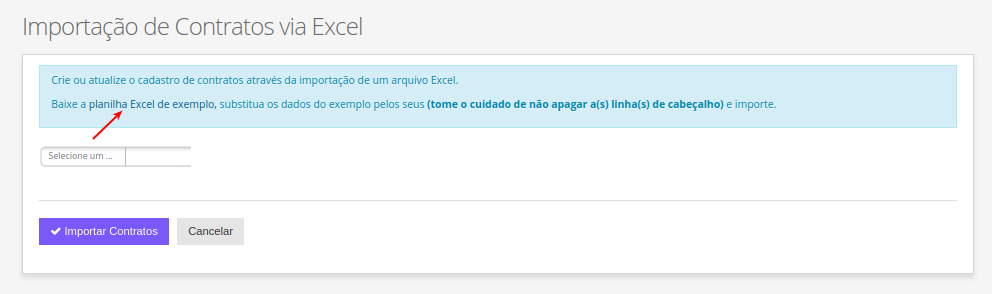 Importação de Contratos via Excel
Crie ou atualize o cadastro de contratos através da importação de um arquivo Excel.
Baixe a planilha Excel de exemplo, substitua os dados do exemplo pelos seus (tome o cuidado de não apagar a(s) linha(s) de cabeçalho) e importe.
Selecione um ...
Importar Contratos
Cancelar